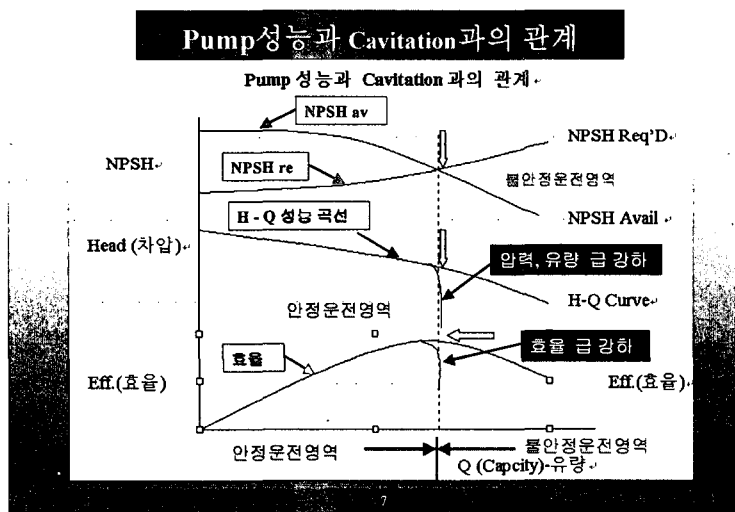 Pump성능과 Cavitation과의 관계
Pump 성능과 Cavitation 과의 관계
NPSH av
NPSH Req'D
NPSH
NPSH re
불안정운전영역
H - Q 성능 곡선
NPSH Avail
Head (차압)
압력, 유량 급 강하
H-Q Curve
안정운전영역
효율 급 강하
효율
Eff.(효율)
Eff.(효율)
안정운전영역
불안정운전영역
Q (Capcity)-유량
7